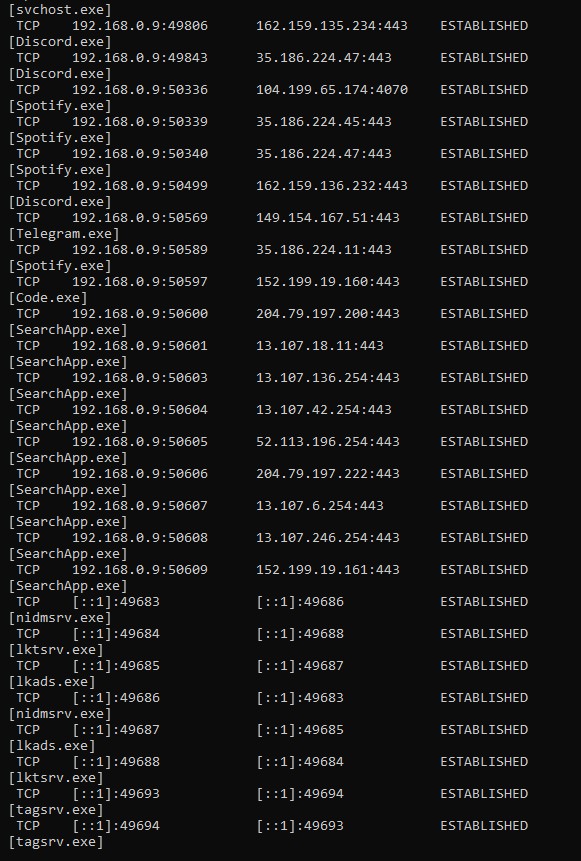 [svchost.exe]
TCP 192.168.0.9:49806 162.159.135.234:443 ESTABLISHED
[Discord.exe]
TCP 192.168.0.9:49843 35.186.224.47:443 ESTABLISHED
[Discord.exe]
TCP 192.168.0.9:50336 104.199.65.174:4070 ESTABLISHED
[Spotify.exe]
TCP 192.168.0.9:50339 35.186.224.45:443 ESTABLISHED
[Spotify.exe]
TCP 192.168.0.9:50340 35.186.224.47:443 ESTABLISHED
[Spotify.exe]
TCP 192.168.0.9:50499 162.159.136.232:443 ESTABLISHED
[Discord.exe]
TCP 192.168.0.9:50569 149.154.167.51:443 ESTABLISHED
[Telegram.exe]
TCP 192.168.0.9:50589 35.186.224.11:443 ESTABLISHED
[Spotify.exe]
TCP 192.168.0.9:50597 152.199.19.160:443 ESTABLISHED
[Code.exe]
TCP 192.168.0.9:50600 204.79.197.200:443 ESTABLISHED
[SearchApp.exe]
TCP 192.168.0.9:50601 13.107.18.11:443 ESTABLISHED
[SearchApp.exe]
TCP 192.168.0.9:50603 13.107.136.254:443 ESTABLISHED
[SearchApp.exe]
TCP 192.168.0.9:50604 13.107.42.254:443 ESTABLISHED
[SearchApp.exe]
TCP 192.168.0.9:50605 52.113.196.254:443 ESTABLISHED
[SearchApp.exe]
TCP 192.168.0.9:50606 204.79.197.222:443 ESTABLISHED
[SearchApp.exe]
TCP 192.168.0.9:50607 13.107.6.254:443 ESTABLISHED
[SearchApp.exe]
TCP 192.168.0.9:50608 13.107.246.254:443 ESTABLISHED
[SearchApp.exe]
TCP 192.168.0.9:50609 152.199.19.161:443 ESTABLISHED
[SearchApp.exe]
TCP [::1]:49683 [::1]:49686 ESTABLISHED
[nidmsrv.exe]
TCP [::1]:49684 [::1]:49688 ESTABLISHED
[lktsrv.exe]
TCP [::1]:49685 [::1]:49687 ESTABLISHED
[lkads.exe]
TCP [::1]:49686 [::1]:49683 ESTABLISHED
[nidmsrv.exe]
TCP [::1]:49687 [::1]:49685 ESTABLISHED
[lkads.exe]
TCP [::1]:49688 [::1]:49684 ESTABLISHED
[lktsrv.exe]
TCP [::1]:49693 [::1]:49694 ESTABLISHED
[tagsrv.exe]
TCP [::1]:49694 [::1]:49693 ESTABLISHED
[tagsrv.exe]